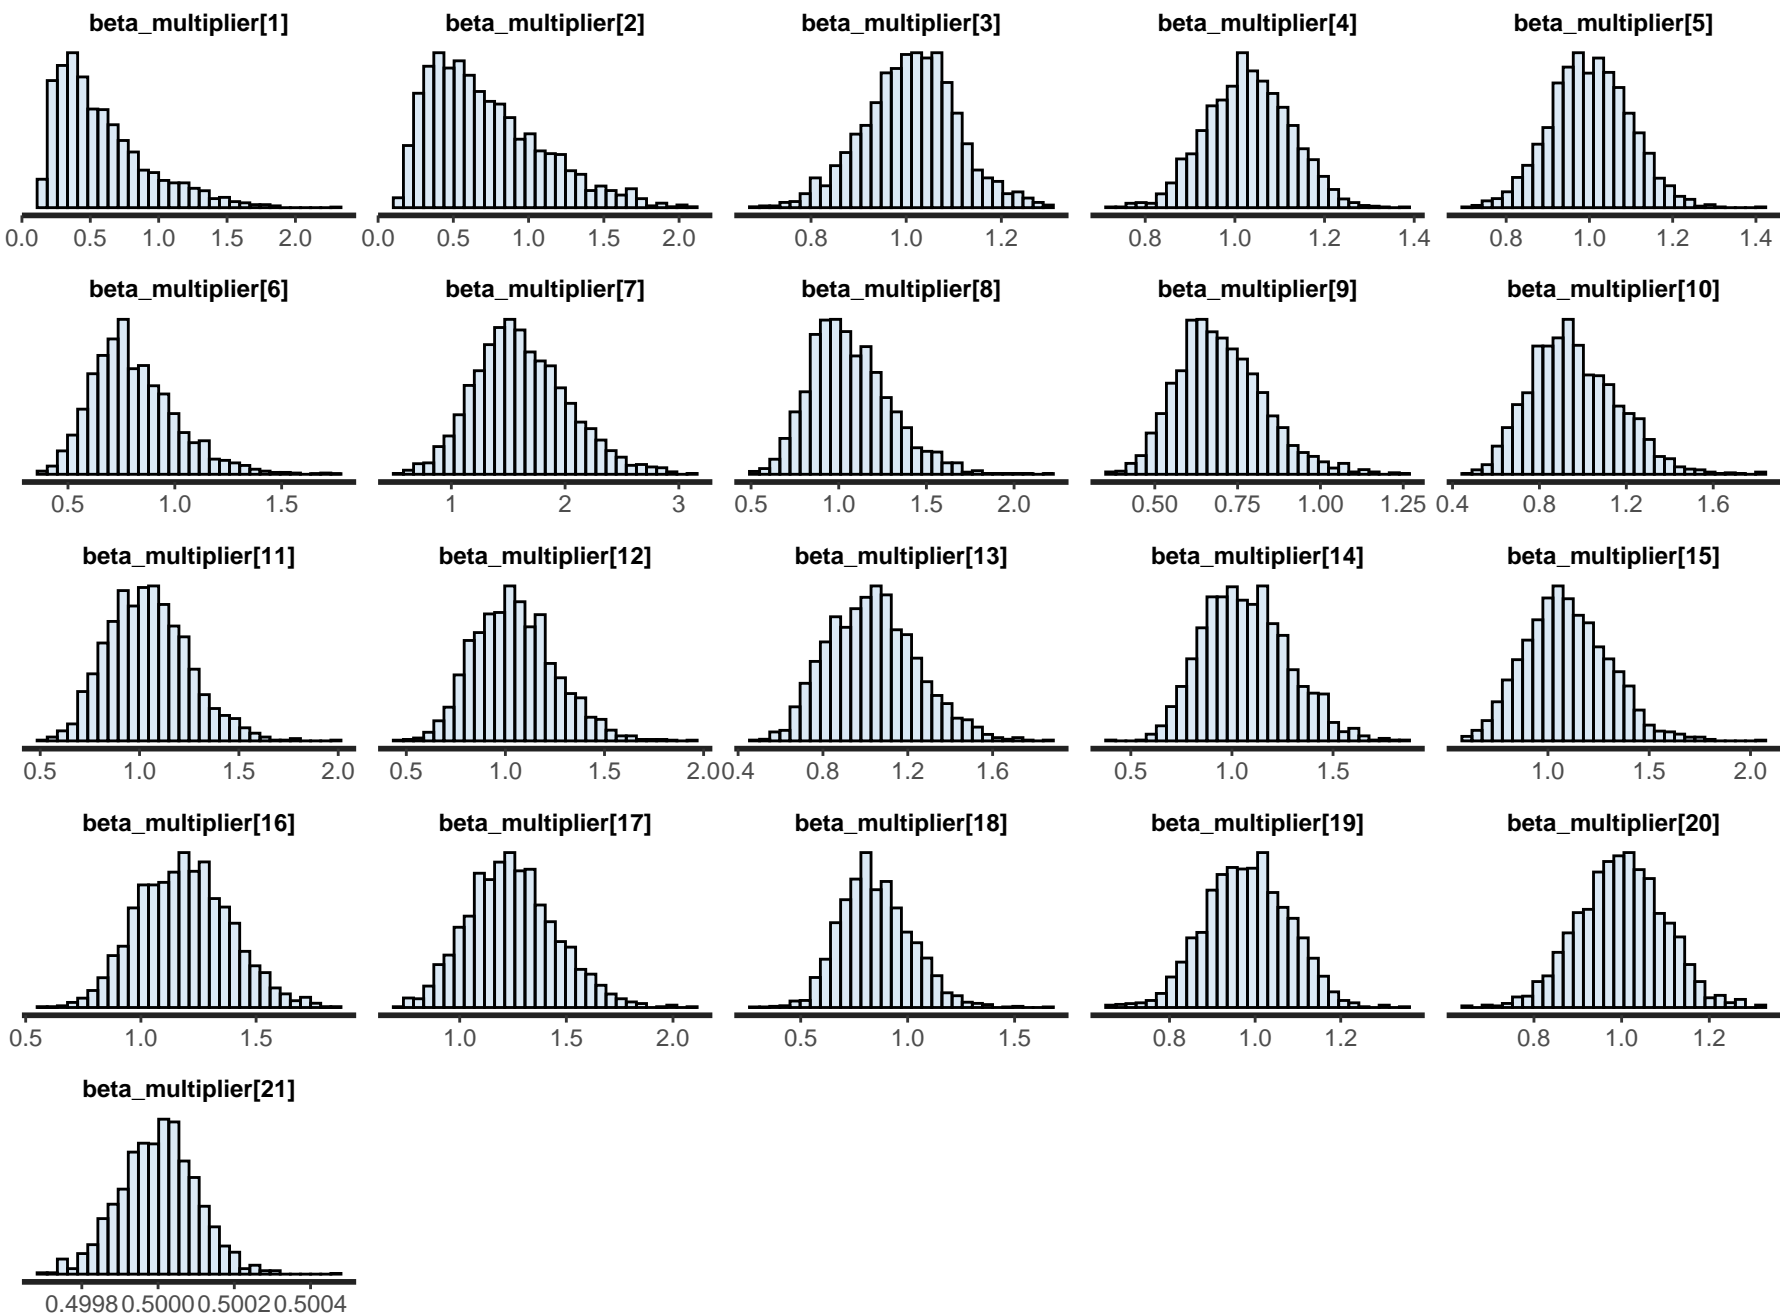 beta_multiplier[1] beta_multiplier[2] beta_multiplier[3] beta_multiplier[4] beta_multiplier[5]
0.0 0.5 1.0 1.5 2.0 0.0 0.5 1.0 1.5 2.0 0.8 1.0 1.2 0.8 1.0 1.2 1.4 0.8 1.0 1.2 1.4
beta_multiplier[6] beta_multiplier[7] beta_multiplier[8] beta_multiplier[9] beta_multiplier[10]
0.5 1.0 1.5 1 2 3 0.5 1.0 1.5 2.0 0.50 0.75 1.00 1.25 0.4 0.8 1.2 1.6
beta_multiplier[11] beta_multiplier[12] beta_multiplier[13] beta_multiplier[14] beta_multiplier[15]
0.5 1.0 1.5 2.0 0.5 1.0 1.5 2.0 0.4 0.8 1.2 1.6 0.5 1.0 1.5 1.0 1.5 2.0
beta_multiplier[16] beta_multiplier[17] beta_multiplier[18] beta_multiplier[19] beta_multiplier[20]
0.5 1.0 1.5 1.0 1.5 2.0 0.5 1.0 1.5 0.8 1.0 1.2 0.8 1.0 1.2
beta_multiplier[21]
0.4998 0.5000 0.5002 0.5004